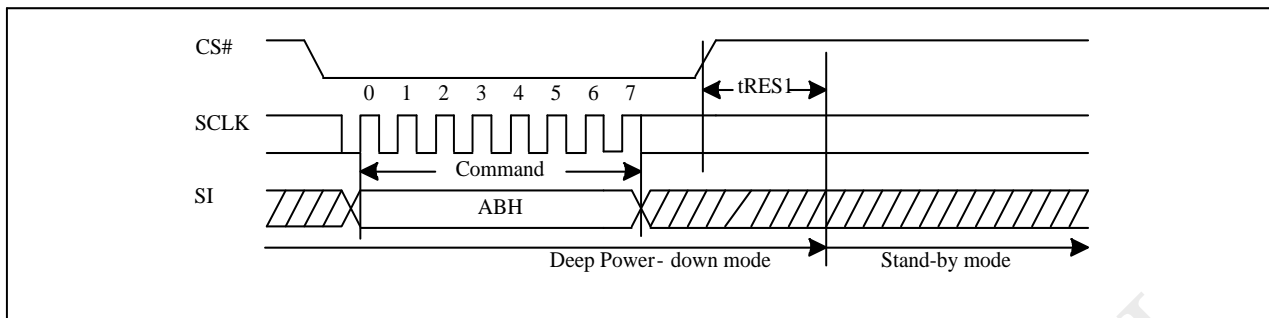 CS#
tRES1
0 1 2 3 4 5 6 7
SCLK
Command
SI
ABH
Deep Power- down mode Stand-by mode